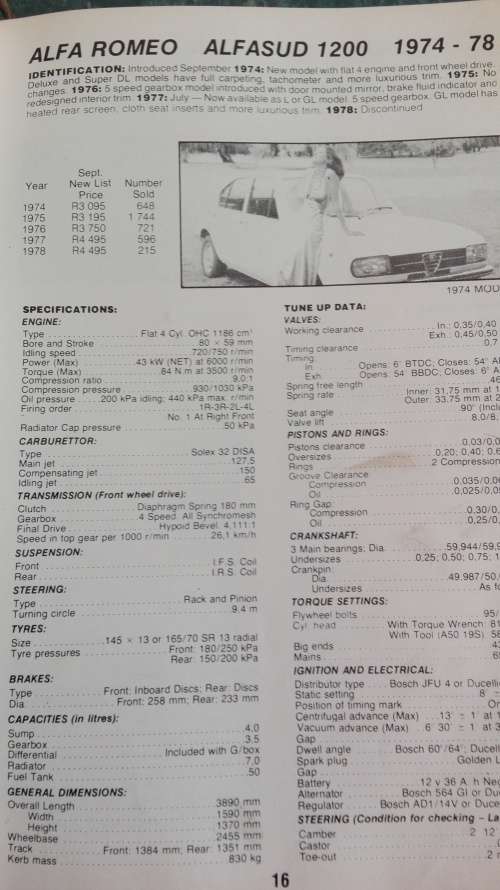 ALFA ROMEO ALFASUD 1200 1974 - 78
IDENTIFICATION: Introduced September 1974: New model with flat 4 engine and front wheel drive.
Deluxe and Super DL models have full carpeting, tachometer and more luxurious trim. 1975: No
changes. 1976: 5 speed gearbox model introduced with door mounted mirror, brake fluid indicator and
redesigned interior trim. 1977: July — Now available as L or GL model. 5 speed gearbox. GL model has
heated rear screen, cloth seat inserts and more luxurious trim. 1978: Discontinued
Sept.
Year New List Number
Price Sold
1974 R3 095 648
1975 R3 195 1 744
1976 R3 750 721
1977 R4 495 596
1978 R4 495 215
1974 MOD
SPECIFICATIONS:
ENGINE:
Type Flat 4 Cyl. OHC 1186 cm³
Bore and Stroke 80 × 59 mm
Idling speed 720/750 r/min
Power (Max) 43 kW (NET) at 6000 r/min
Torque (Max) 84 N.m at 3500 r/min
Compression ratio 9,0:1
Compression pressure 930/1030 kPa
Oil pressure 200 kPa idling; 440 kPa max. r/min
Firing order 1R-3R-2L-4L
No. 1 At Right Front
Radiator Cap pressure 50 kPa
CARBURETTOR:
Type Solex 32 DISA
Main jet 127,5
Compensating jet 150
Idling jet 65
TRANSMISSION (Front wheel drive):
Clutch Diaphragm Spring 180 mm
Gearbox 4 Speed. All Synchromesh
Final Drive Hypoid Bevel. 4,111:1
Speed in top gear per 1000 r/min 26,1 km/h
SUSPENSION:
Front I.F.S. Coil
Rear I.R.S. Coil
STEERING:
Type Rack and Pinion
Turning circle 9,4 m
TYRES:
Size 145 × 13 or 165/70 SR 13 radial
Tyre pressures Front: 180/250 kPa
Rear: 150/200 kPa
BRAKES:
Type Front: Inboard Discs; Rear: Discs
Dia. Front: 258 mm; Rear: 233 mm
CAPACITIES (in litres):
Sump 4,0
Gearbox 3,5
Differential Included with G/box
Radiator 7,0
Fuel Tank 50
GENERAL DIMENSIONS:
Overall Length 3890 mm
Width 1590 mm
Height 1370 mm
Wheelbase 2455 mm
Track Front: 1384 mm; Rear: 1351 mm
Kerb mass 830 kg
TUNE UP DATA:
VALVES:
Working clearance In.: 0,35/0,40
Exh.: 0,45/0,50
Timing clearance 0,7
Timing:
In Opens: 6° BTDC; Closes: 54° A
Exh Opens: 54° BBDC; Closes: 6° A
Spring free length 46
Spring rate Inner: 31,75 mm at 1
Outer: 33,75 mm at 2
Seat angle 90° (Inclu
Valve lift 8,0/8,
PISTONS AND RINGS:
Pistons clearance 0,03/0,0
Oversizes 0,20; 0,40; 0,6
Rings 2 Compression
Groove Clearance
Compression 0,035/0,06
Oil 0,025/0,0
Ring Gap:
Compression 0,30/0,
Oil 0,25/0,
CRANKSHAFT:
3 Main bearings; Dia. 59,944/59,9
Undersizes 0,25; 0,50; 0,75; 1
Crankpin:
Dia. 49,987/50,
Undersizes As fo
TORQUE SETTINGS:
Flywheel bolts 95/
Cyl. head With Torque Wrench: 81
With Tool (A50 195): 58
Big ends 4
Mains 6
IGNITION AND ELECTRICAL:
Distributor type Bosch JFU 4 or Ducelli
Static setting 8
Position of timing mark On
Centrifugal advance (Max) 13° ± 1° at 1
Vacuum advance (Max) 6° 30' ± 1° at 3
Gap
Dwell angle Bosch 60°/64°; Ducell
Spark plug Golden L
Gap
Battery 12 v 36 A. h Neg
Alternator Bosch 564 GI or Duc
Regulator Bosch AD1/14V or Duce
STEERING (Condition for checking – La
Camber 2° 12
Castor
Toe-out 2 m
16